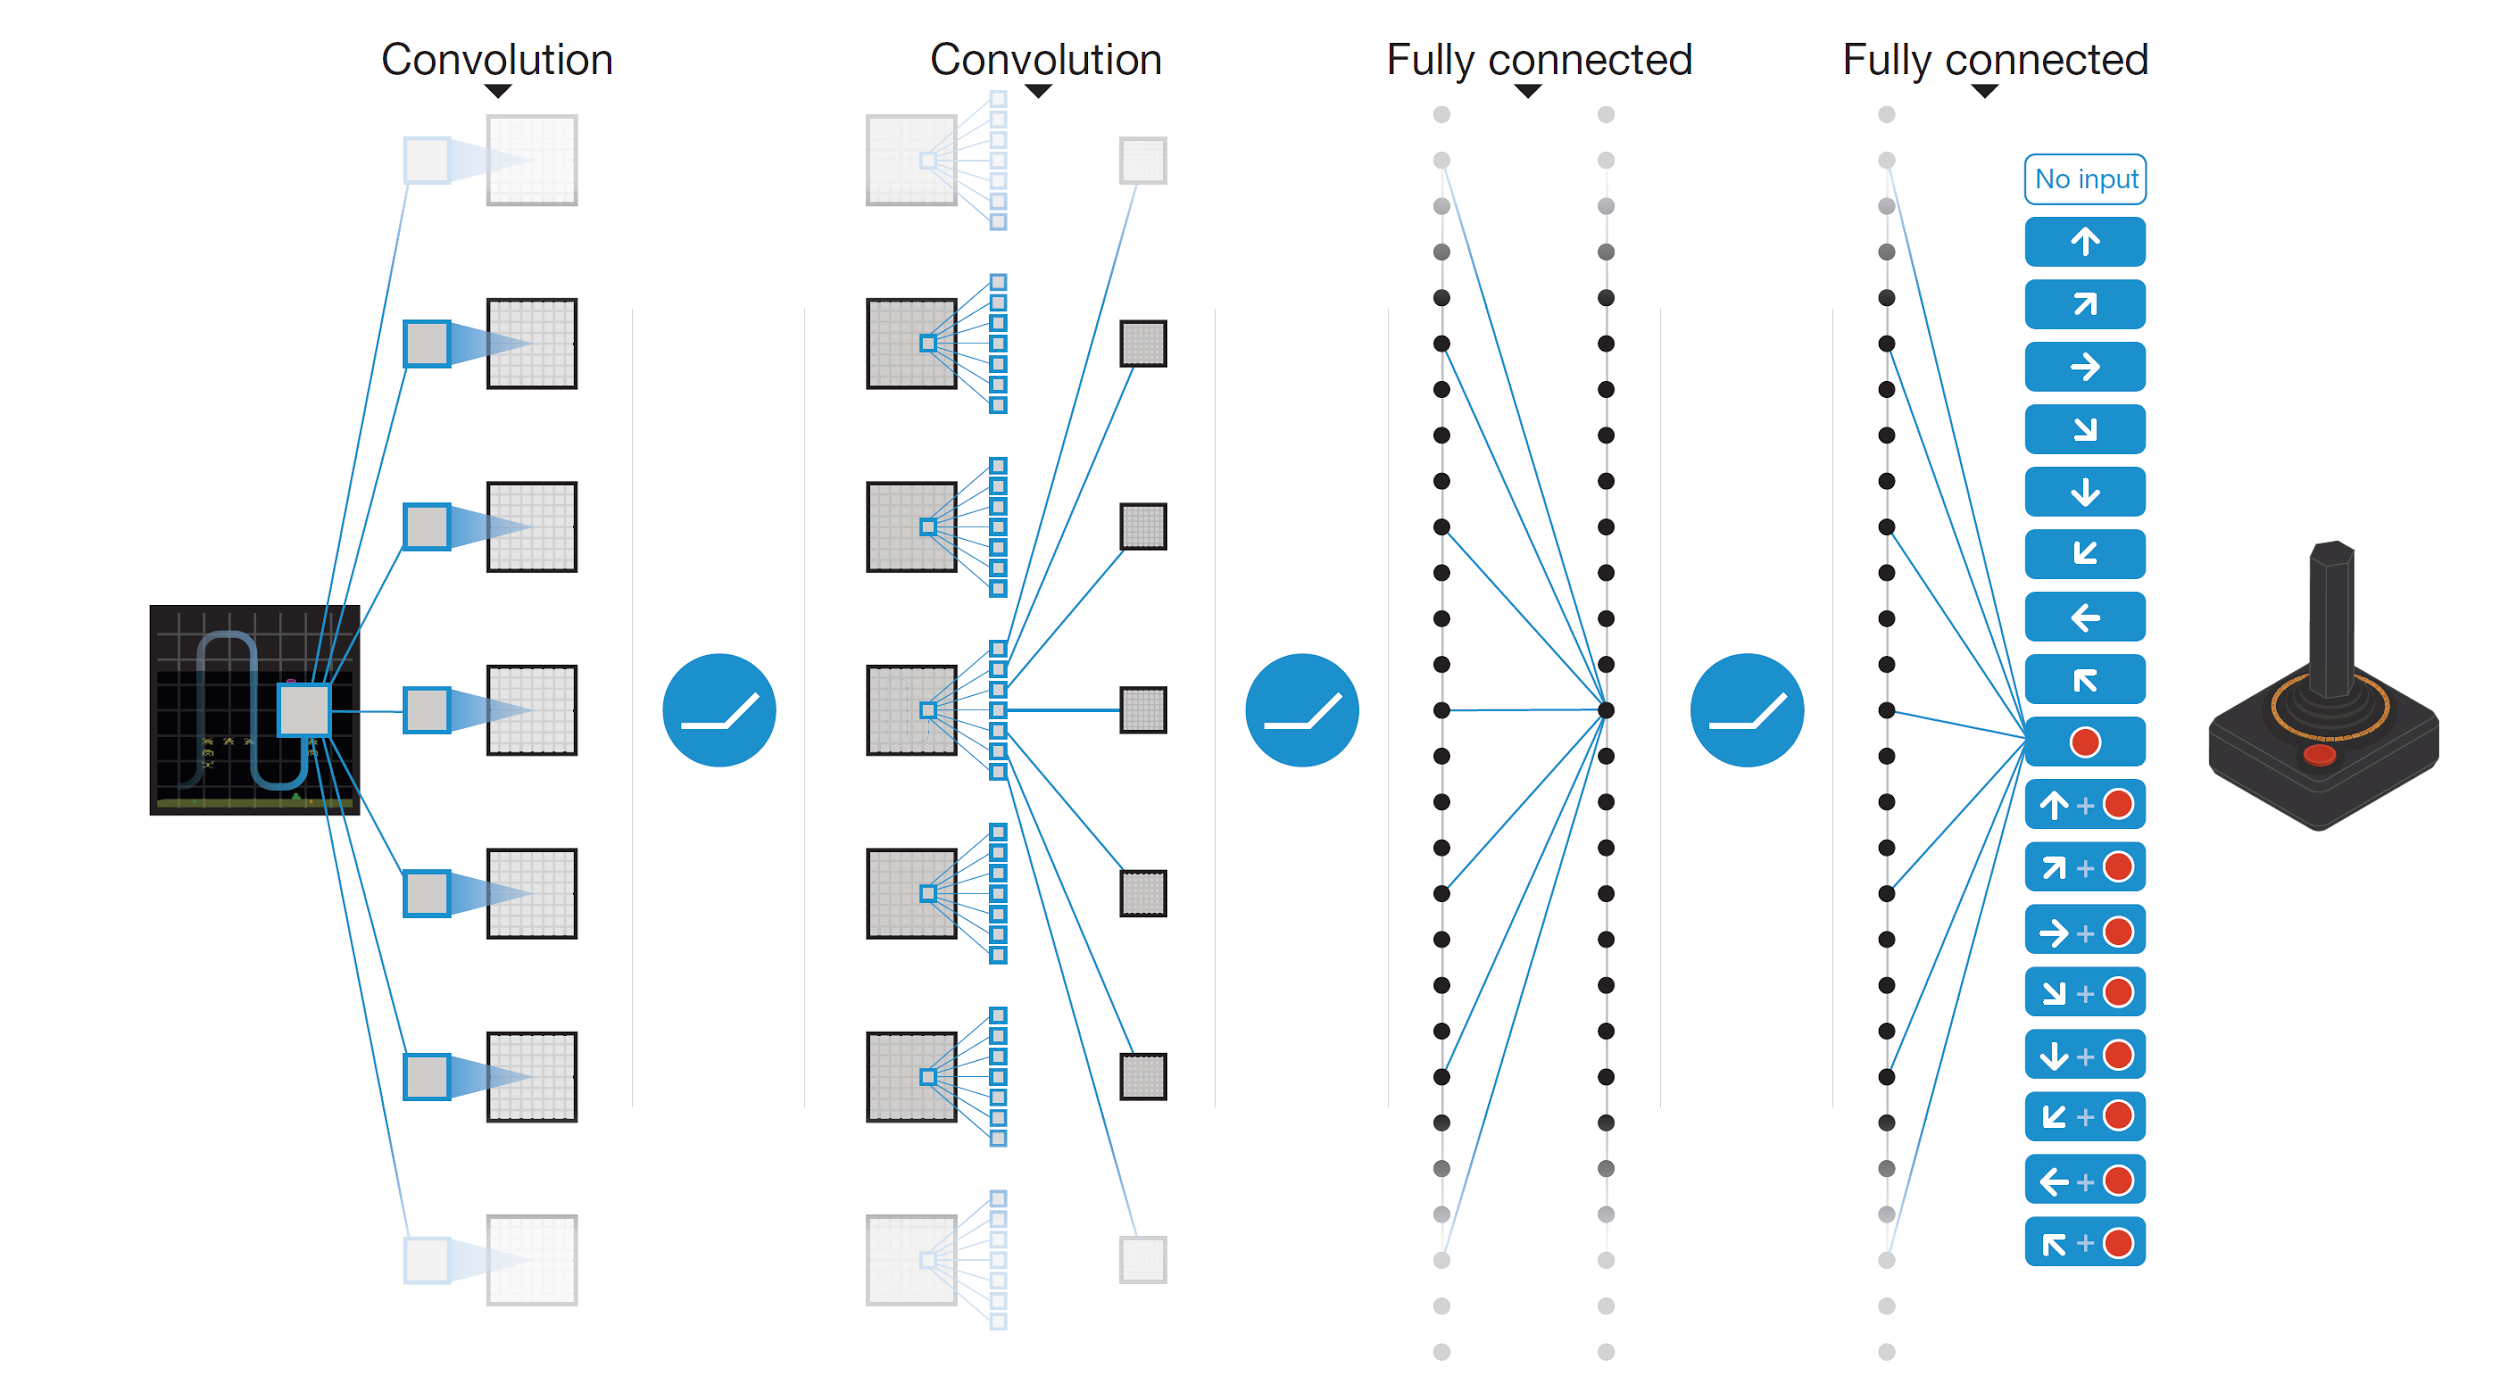 Convolution
Convolution
Fully connected
Fully connected
No input
+
+
+
+
+
+
+
+